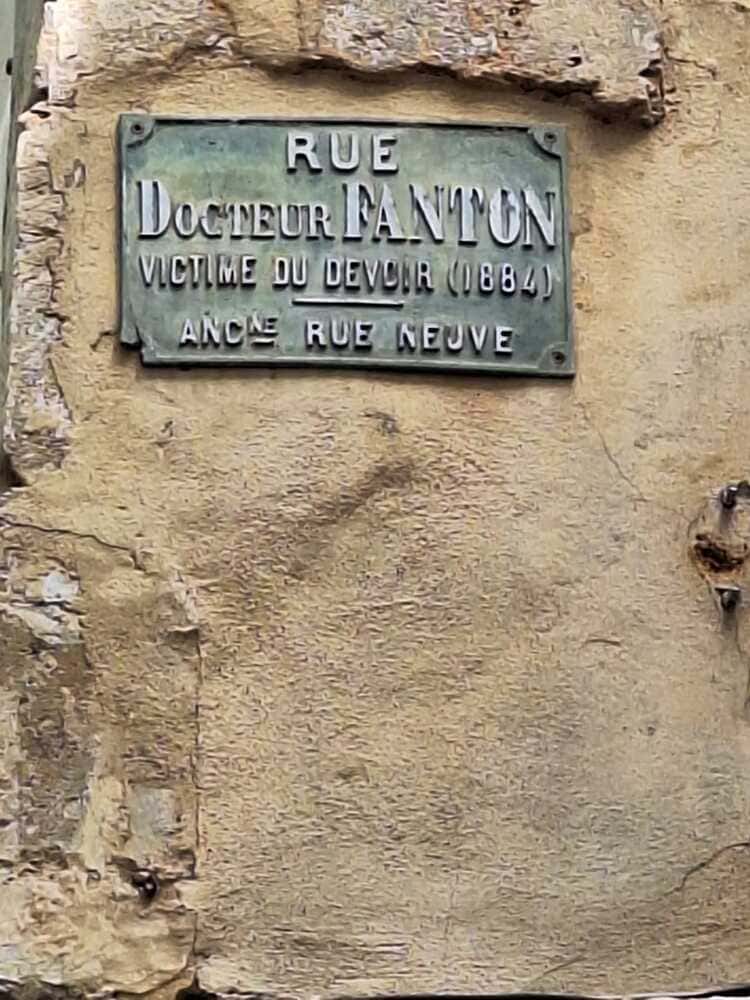 RUE
DOCTEUR FANTON
VICTIME DU DEVOIR (1884)
ANCNE RUE NEUVE